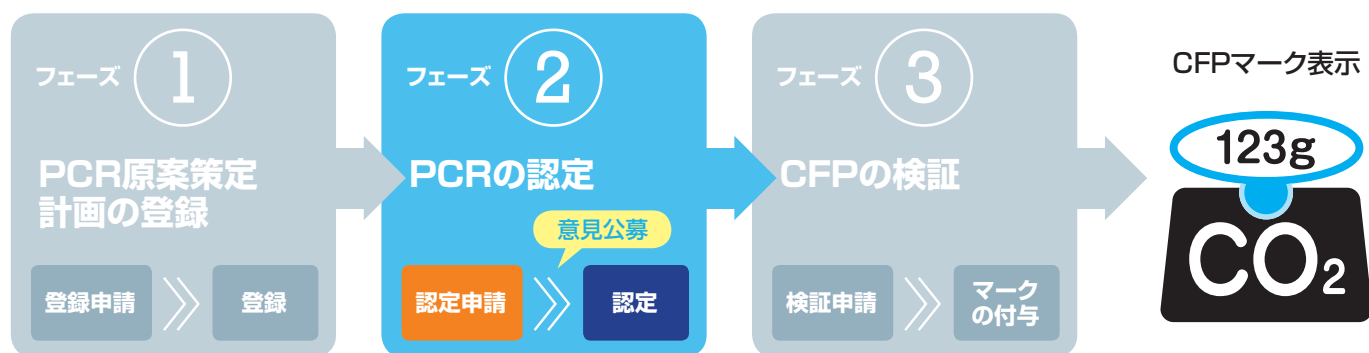 フェーズ 1
PCR原案策定
計画の登録
登録申請
登録
フェーズ 2
PCRの認定
意見公募
認定申請
認定
フェーズ 3
CFPの検証
検証申請
マーク
の付与
CFPマーク表示
123g
CO2